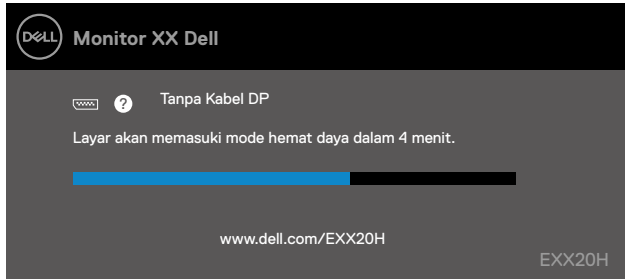 DELL Monitor XX Dell
? Tanpa Kabel DP
Layar akan memasuki mode hemat daya dalam 4 menit.
www.dell.com/EXX20H
EXX20H